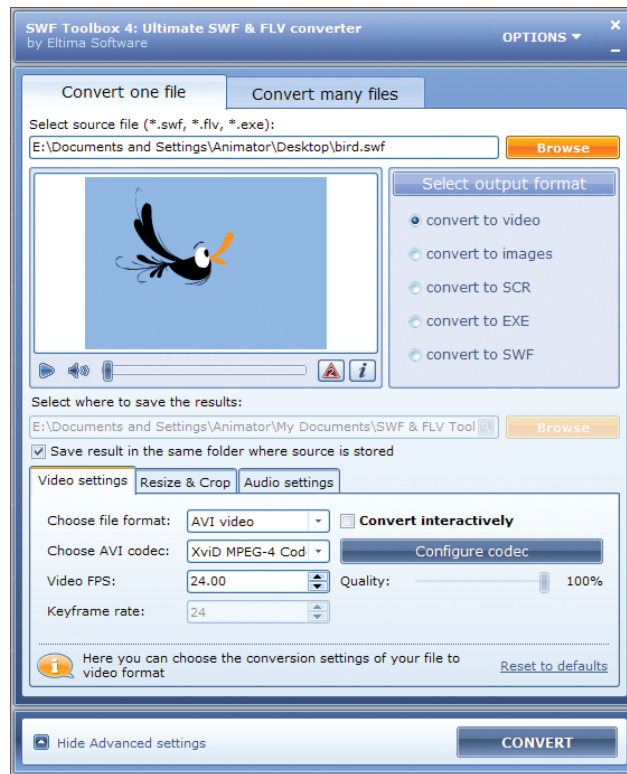 SWF Toolbox 4: Ultimate SWF & FLV converter
by Eltima Software
OPTIONS
Convert one file
Convert many files
Select source file (*.swf, *.flv, *.exe):
E:\Documents and Settings\Animator\Desktop\bird.swf
Browse
Select output format
convert to video
convert to images
convert to SCR
convert to EXE
convert to SWF
Select where to save the results:
E:\Documents and Settings\Animator\My Documents\SWF & FLV Tool
Browse
Save result in the same folder where source is stored
Video settings
Resize & Crop
Audio settings
Choose file format:
AVI video
Convert interactively
Choose AVI codec:
XviD MPEG-4 Cod
Configure codec
Video FPS:
24.00
Quality:
100%
Keyframe rate:
24
Here you can choose the conversion settings of your file to
video format
Reset to defaults
Hide Advanced settings
CONVERT